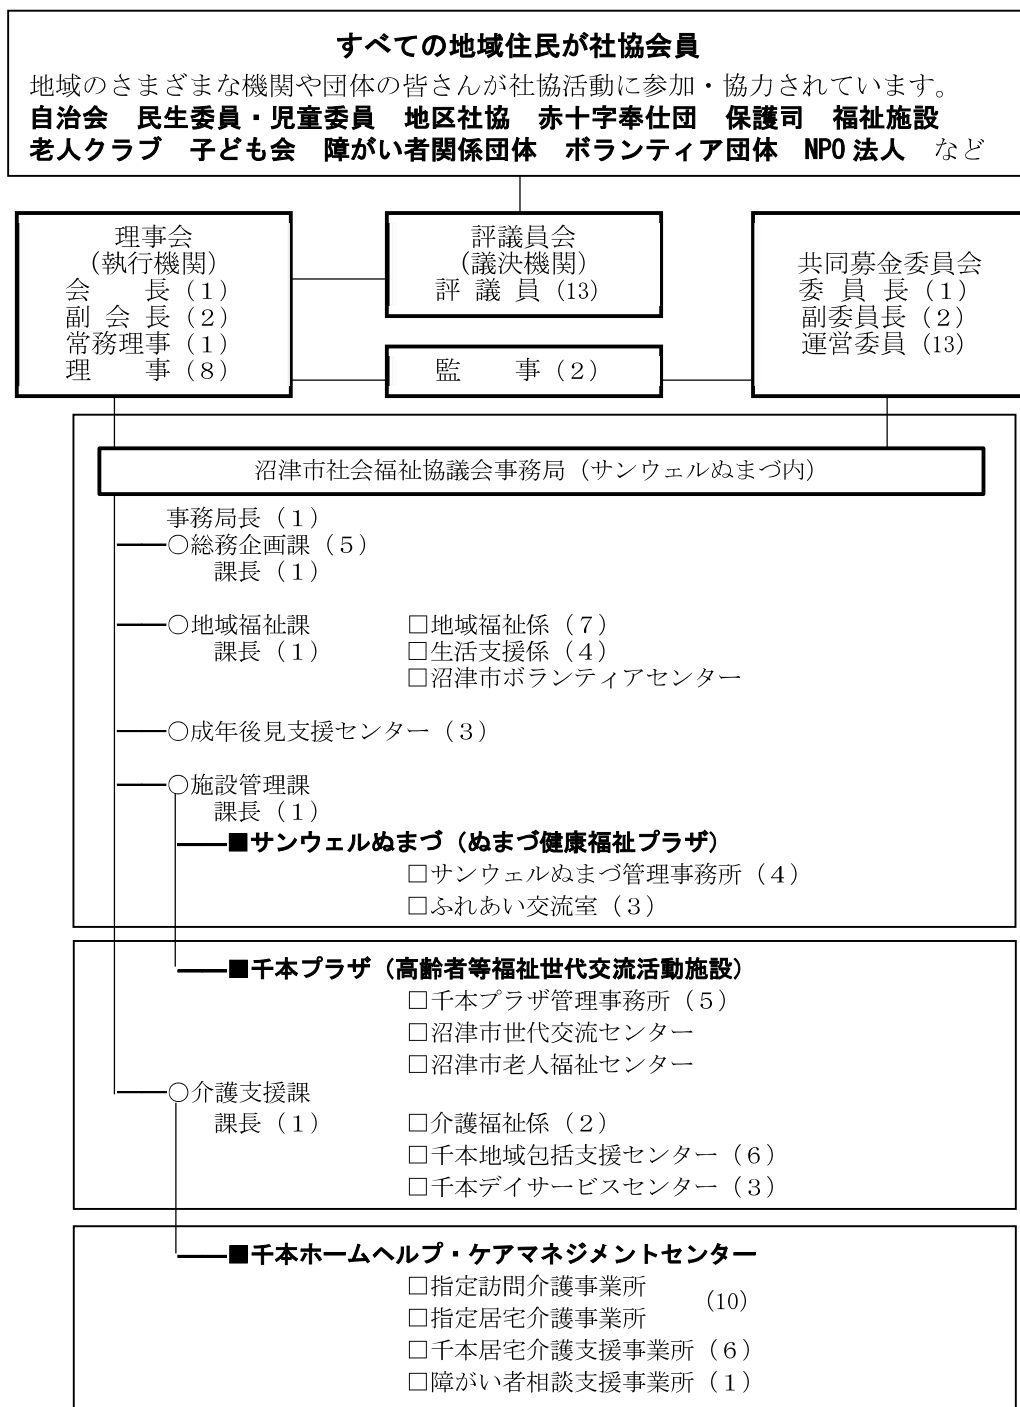 すべての地域住民が社協会員
地域のさまざまな機関や団体の皆さんが社協活動に参加・協力されています。
自治会　民生委員・児童委員　地区社協　赤十字奉仕団　保護司　福祉施設
老人クラブ　子ども会　障がい者関係団体　ボランティア団体　NPO法人　など
理事会
(執行機関)
会　　長（１）
副 会 長（２）
常務理事（１）
理　　事（８）
評議員会
(議決機関)
評 議 員 (13)
監　　事（２）
共同募金委員会
委 員 長（１）
副委員長（２）
運営委員 (13)
沼津市社会福祉協議会事務局（サンウェルぬまづ内）
事務局長（１）
○総務企画課（５）
課長（１）
○地域福祉課　　　　□地域福祉係（７）
課長（１）　　　　□生活支援係（４）
□沼津市ボランティアセンター
○成年後見支援センター（３）
○施設管理課
課長（１）
■サンウェルぬまづ（ぬまづ健康福祉プラザ）
□サンウェルぬまづ管理事務所（４）
□ふれあい交流室（３）
■千本プラザ（高齢者等福祉世代交流活動施設）
□千本プラザ管理事務所（５）
□沼津市世代交流センター
□沼津市老人福祉センター
○介護支援課
課長（１）　　　　□介護福祉係（２）
□千本地域包括支援センター（６）
□千本デイサービスセンター（３）
■千本ホームヘルプ・ケアマネジメントセンター
□指定訪問介護事業所
(10)
□指定居宅介護事業所
□千本居宅介護支援事業所（６）
□障がい者相談支援事業所（１）